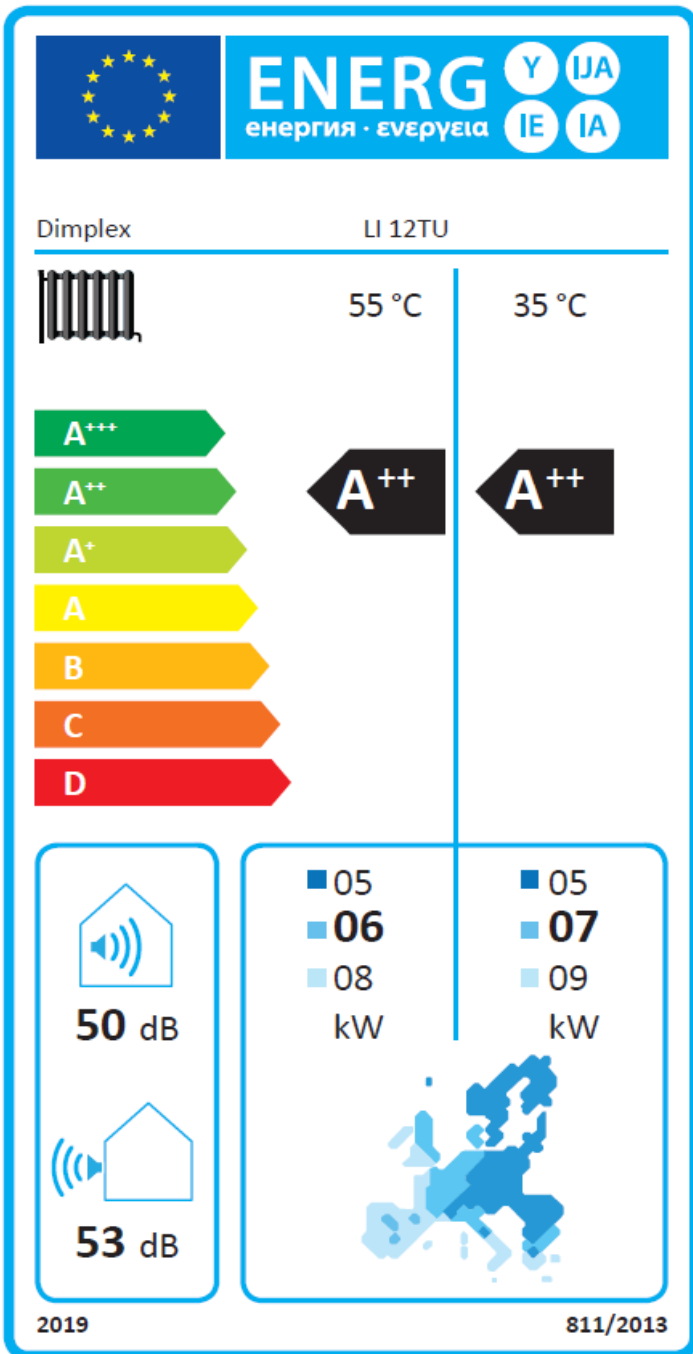 ENERG Y IJA
енергия · ενεργεια IE IA
Dimplex LI 12TU
55 °C 35 °C
A+++
A++ A++ A++
A+
A
B
C
D
05 05
06 07
08 09
kW kW
50 dB
53 dB
2019 811/2013